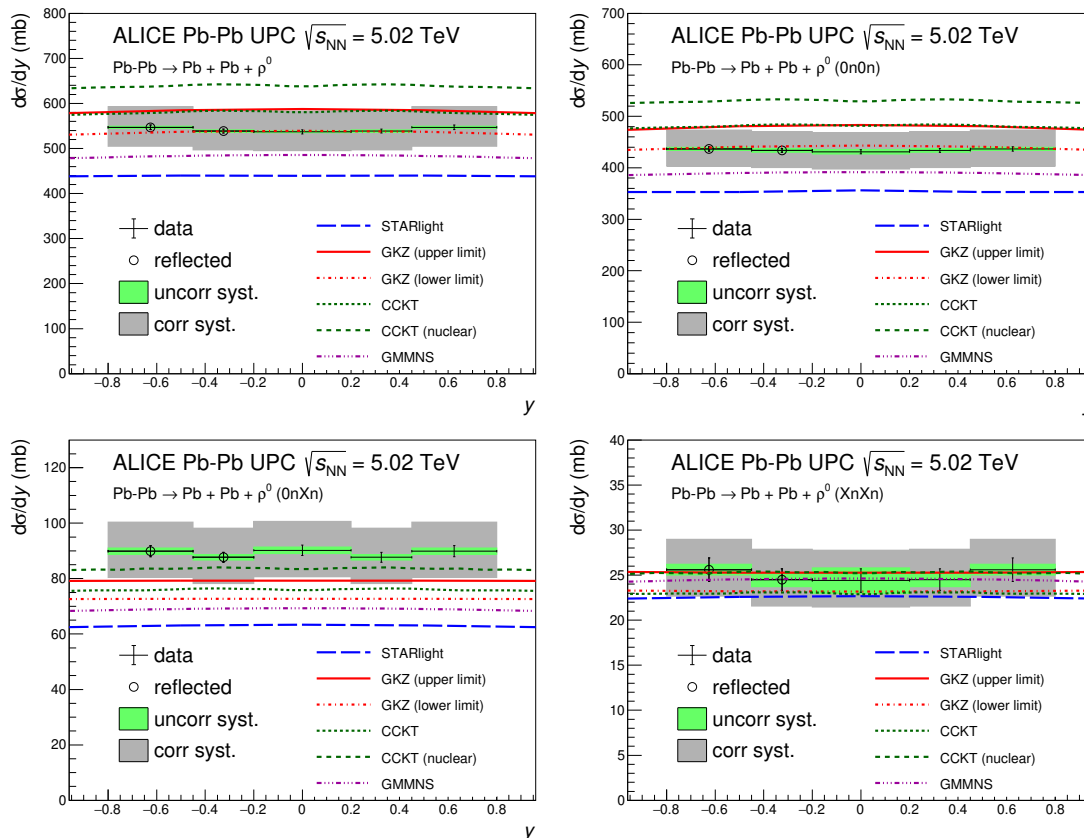 dσ/dy (mb)
800
700
600
500
400
300
200
100
0
ALICE Pb-Pb UPC √sNN = 5.02 TeV
Pb-Pb → Pb + Pb + ρ0
data
reflected
uncorr syst.
corr syst.
STARlight
GKZ (upper limit)
GKZ (lower limit)
CCKT
CCKT (nuclear)
GMMNS
−0.8 −0.6 −0.4 −0.2 0 0.2 0.4 0.6 0.8
y
dσ/dy (mb)
700
600
500
400
300
200
100
0
ALICE Pb-Pb UPC √sNN = 5.02 TeV
Pb-Pb → Pb + Pb + ρ0 (0n0n)
data
reflected
uncorr syst.
corr syst.
STARlight
GKZ (upper limit)
GKZ (lower limit)
CCKT
CCKT (nuclear)
GMMNS
−0.8 −0.6 −0.4 −0.2 0 0.2 0.4 0.6 0.8
dσ/dy (mb)
120
100
80
60
40
20
0
ALICE Pb-Pb UPC √sNN = 5.02 TeV
Pb-Pb → Pb + Pb + ρ0 (0nXn)
data
reflected
uncorr syst.
corr syst.
STARlight
GKZ (upper limit)
GKZ (lower limit)
CCKT
CCKT (nuclear)
GMMNS
−0.8 −0.6 −0.4 −0.2 0 0.2 0.4 0.6 0.8
y
dσ/dy (mb)
40
35
30
25
20
15
10
5
0
ALICE Pb-Pb UPC √sNN = 5.02 TeV
Pb-Pb → Pb + Pb + ρ0 (XnXn)
data
reflected
uncorr syst.
corr syst.
STARlight
GKZ (upper limit)
GKZ (lower limit)
CCKT
CCKT (nuclear)
GMMNS
−0.8 −0.6 −0.4 −0.2 0 0.2 0.4 0.6 0.8